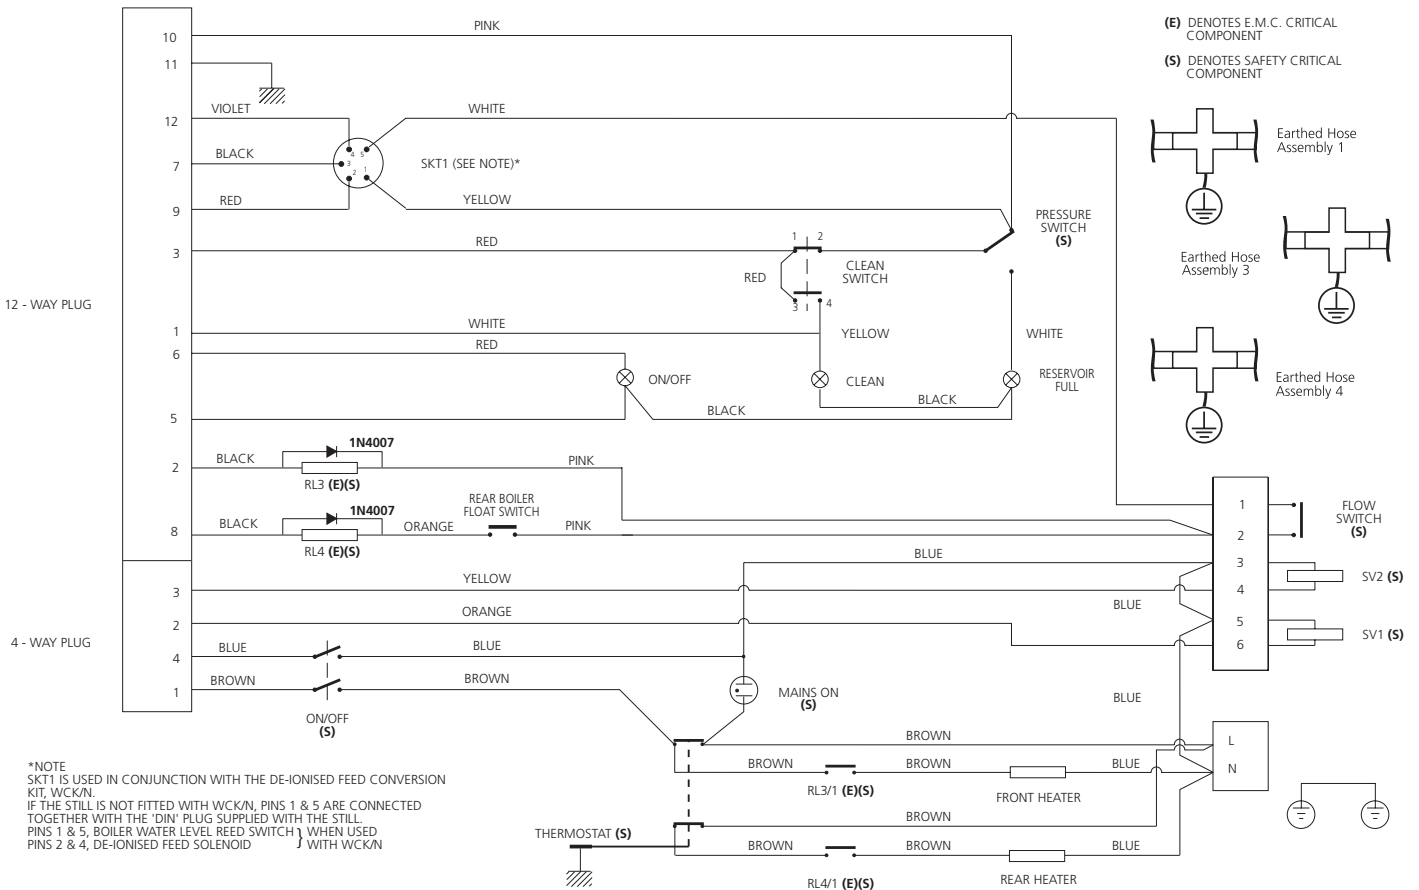 10
PINK
11
VIOLET
12
WHITE
BLACK
7
4 5
3
2 1
SKT1 (SEE NOTE)*
RED
9
YELLOW
3
RED
1 2
RED
CLEAN
SWITCH
3 4
PRESSURE
SWITCH
(S)
12 - WAY PLUG
1
WHITE
YELLOW
WHITE
6
RED
ON/OFF
CLEAN
RESERVOIR
FULL
5
BLACK
BLACK
1N4007
2
BLACK
PINK
RL3 (E)(S)
REAR BOILER
FLOAT SWITCH
1N4007
8
BLACK
ORANGE
PINK
RL4 (E)(S)
BLUE
3
YELLOW
2
ORANGE
BLUE
4 - WAY PLUG
4
BLUE
BLUE
1
BROWN
BROWN
ON/OFF
(S)
MAINS ON
(S)
BLUE
(E) DENOTES E.M.C. CRITICAL
COMPONENT
(S) DENOTES SAFETY CRITICAL
COMPONENT
Earthed Hose
Assembly 1
Earthed Hose
Assembly 3
Earthed Hose
Assembly 4
1
2
3
4
5
6
FLOW
SWITCH
(S)
SV2 (S)
SV1 (S)
BROWN
L
BROWN
BROWN
BLUE
N
RL3/1 (E)(S)
FRONT HEATER
BROWN
THERMOSTAT (S)
BROWN
BROWN
BLUE
RL4/1 (E)(S)
REAR HEATER
*NOTE
SKT1 IS USED IN CONJUNCTION WITH THE DE-IONISED FEED CONVERSION
KIT, WCK/N.
IF THE STILL IS NOT FITTED WITH WCK/N, PINS 1 & 5 ARE CONNECTED
TOGETHER WITH THE 'DIN' PLUG SUPPLIED WITH THE STILL.
PINS 1 & 5, BOILER WATER LEVEL REED SWITCH } WHEN USED
PINS 2 & 4, DE-IONISED FEED SOLENOID } WITH WCK/N